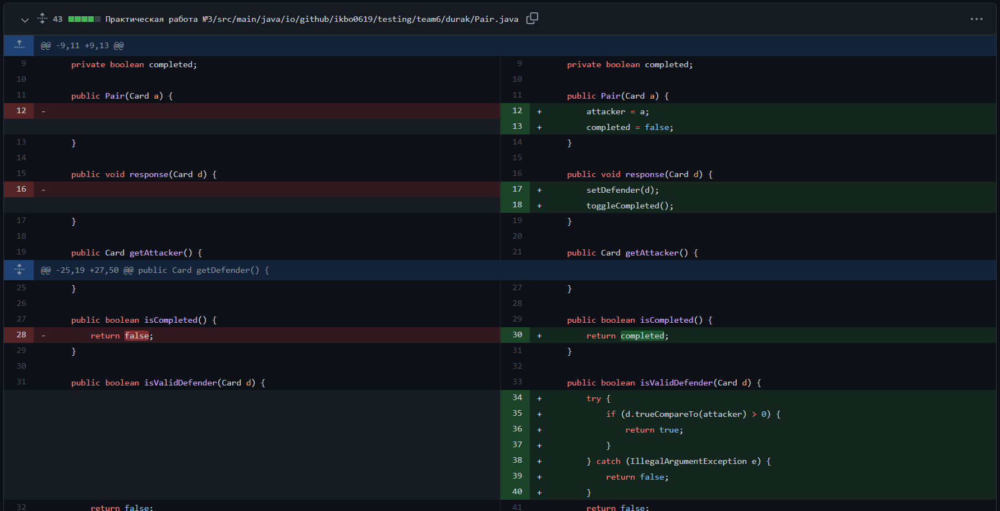 43 Практическая работа №3/src/main/java/io/github/ikbo0619/testing/team6/durak/Pair.java
@@ -9,11 +9,13 @@
9 private boolean completed; 9 private boolean completed;
10 10
11 public Pair(Card a) { 11 public Pair(Card a) {
12 - 12 + attacker = a;
13 + completed = false;
13 } 14 }
14 15
15 public void response(Card d) { 16 public void response(Card d) {
16 - 17 + setDefender(d);
18 + toggleCompleted();
17 } 19 }
18 20
19 public Card getAttacker() { 21 public Card getAttacker() {
@@ -25,19 +27,50 @@ public Card getDefender() {
25 } 27 }
26 28
27 public boolean isCompleted() { 29 public boolean isCompleted() {
28 - return false; 30 + return completed;
29 } 31 }
30 32
31 public boolean isValidDefender(Card d) { 33 public boolean isValidDefender(Card d) {
34 + try {
35 + if (d.trueCompareTo(attacker) > 0) {
36 + return true;
37 + }
38 + } catch (IllegalArgumentException e) {
39 + return false;
40 + }
32 return false; 41 return false;